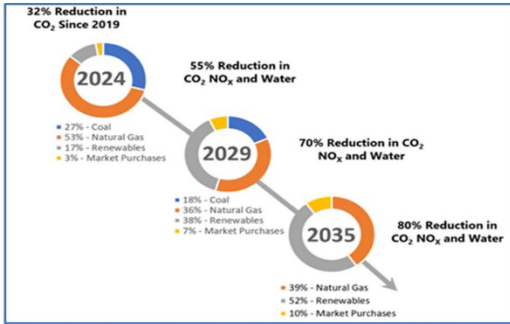 32% Reduction in
CO₂ Since 2019
2024
27% - Coal
53% - Natural Gas
17% - Renewables
3% - Market Purchases
55% Reduction in
CO₂ NOₓ and Water
2029
18% - Coal
36% - Natural Gas
38% - Renewables
7% - Market Purchases
70% Reduction in CO₂
NOₓ and Water
2035
39% - Natural Gas
52% - Renewables
10% - Market Purchases
80% Reduction in
CO₂ NOₓ and Water